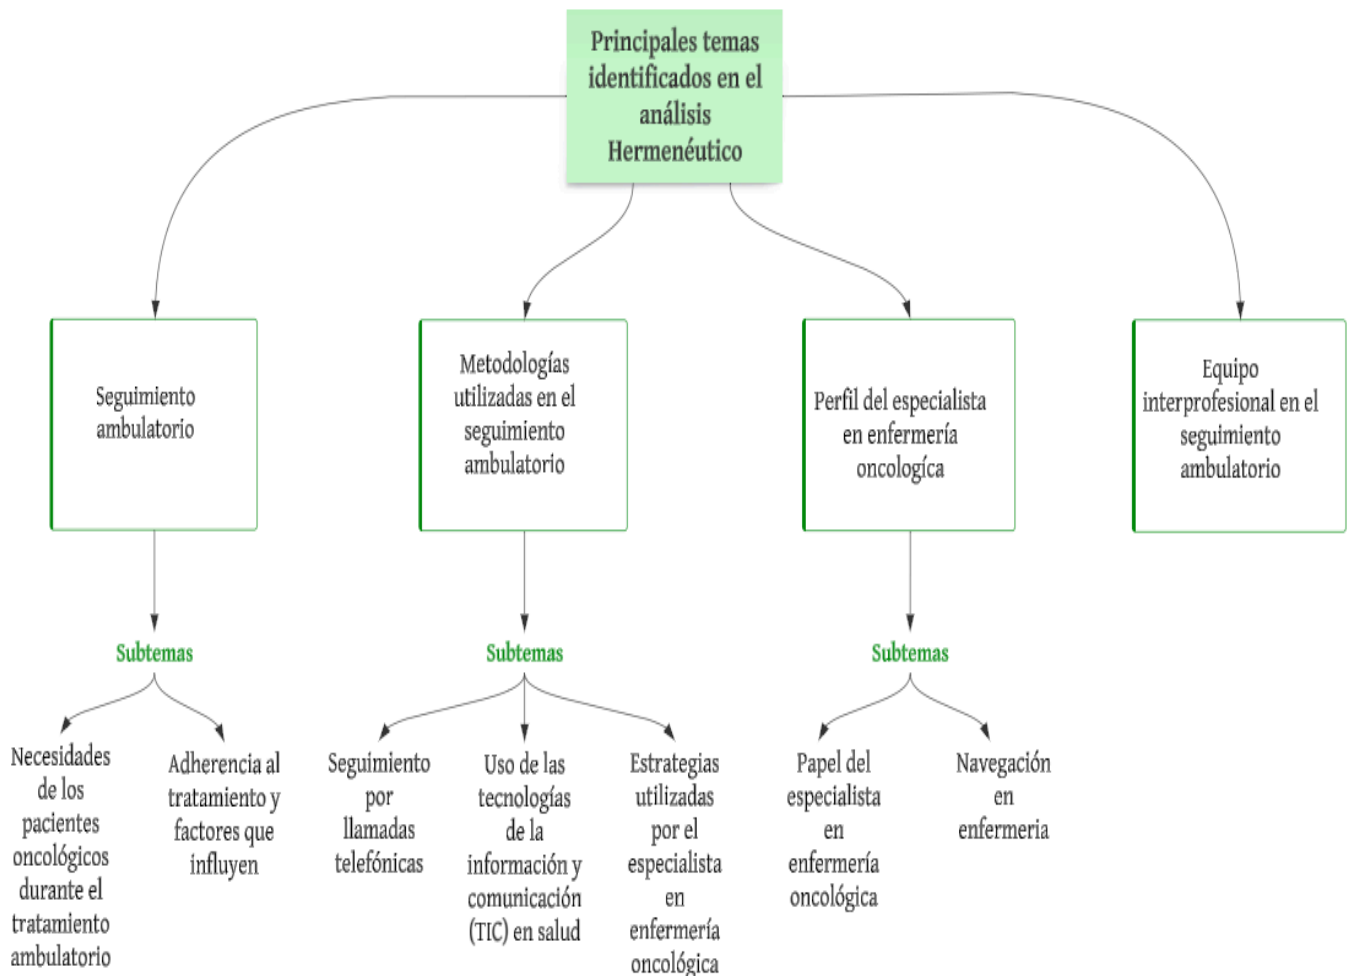 Principales temas
identificados en el
análisis
Hermenéutico
Seguimiento
ambulatorio
Metodologías
utilizadas en el
seguimiento
ambulatorio
Perfil del especialista
en enfermería
oncologíca
Equipo
interprofesional en el
seguimiento
ambulatorio
Subtemas
Subtemas
Subtemas
Necesidades
de los
pacientes
oncológicos
durante el
tratamiento
ambulatorio
Adherencia al
tratamiento y
factores que
influyen
Seguimiento
por
llamadas
telefónicas
Uso de las
tecnologías
de la
información y
comunicación
(TIC) en salud
Estrategias
utilizadas
por el
especialista
en
enfermería
oncológica
Papel del
especialista
en
enfermería
oncológica
Navegación
en
enfermeria